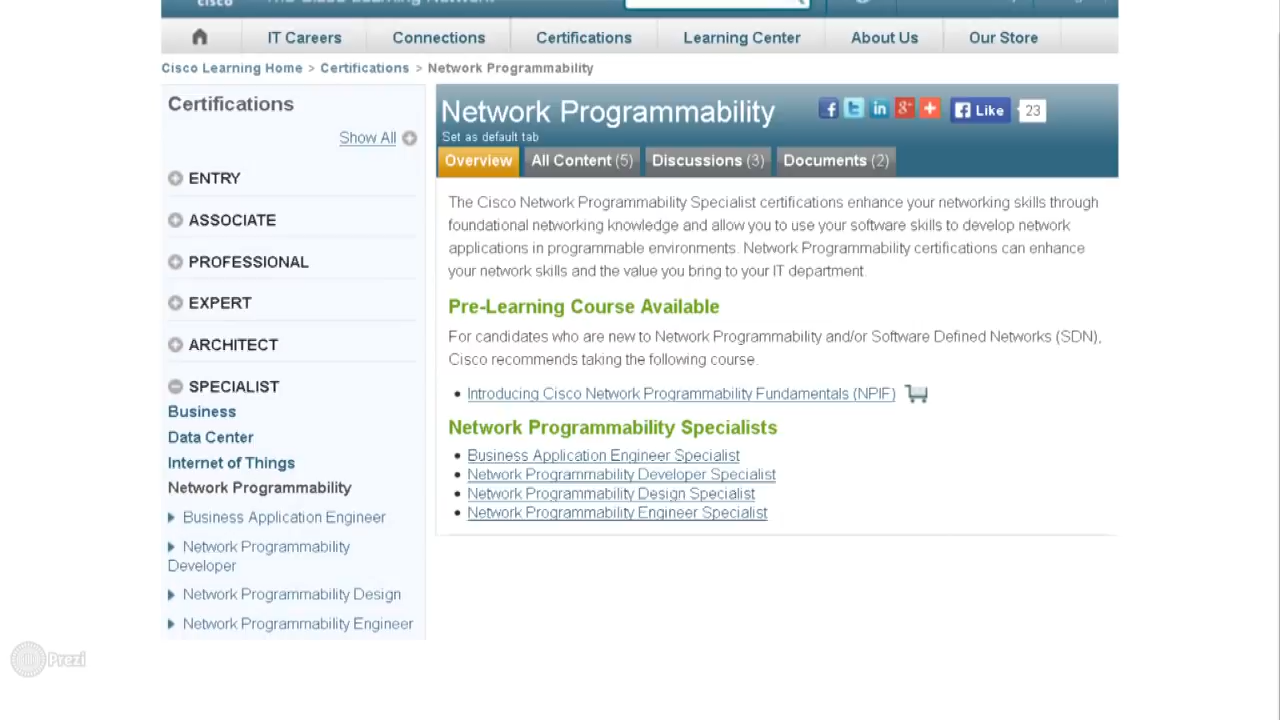 cisco The Cisco Learning Network
IT Careers Connections Certifications Learning Center About Us Our Store
Cisco Learning Home > Certifications > Network Programmability
Certifications
Show All
ENTRY
ASSOCIATE
PROFESSIONAL
EXPERT
ARCHITECT
SPECIALIST
Business
Data Center
Internet of Things
Network Programmability
Business Application Engineer
Network Programmability
Developer
Network Programmability Design
Network Programmability Engineer
Network Programmability
Like 23
Set as default tab
Overview All Content (5) Discussions (3) Documents (2)
The Cisco Network Programmability Specialist certifications enhance your networking skills through
foundational networking knowledge and allow you to use your software skills to develop network
applications in programmable environments. Network Programmability certifications can enhance
your network skills and the value you bring to your IT department.
Pre-Learning Course Available
For candidates who are new to Network Programmability and/or Software Defined Networks (SDN),
Cisco recommends taking the following course.
• Introducing Cisco Network Programmability Fundamentals (NPIF)
Network Programmability Specialists
• Business Application Engineer Specialist
• Network Programmability Developer Specialist
• Network Programmability Design Specialist
• Network Programmability Engineer Specialist
Prezi